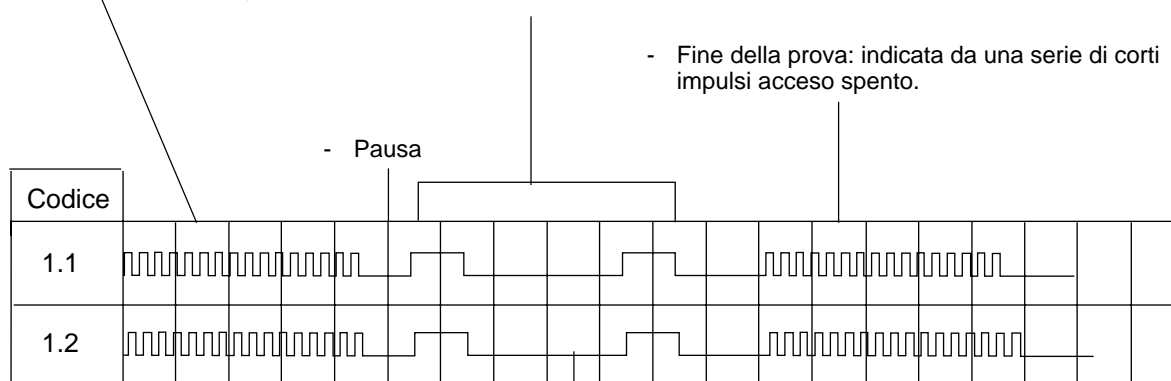 - Fine della prova: indicata da una serie di corti
impulsi acceso spento.
- Pausa
Codice
1.1
1.2